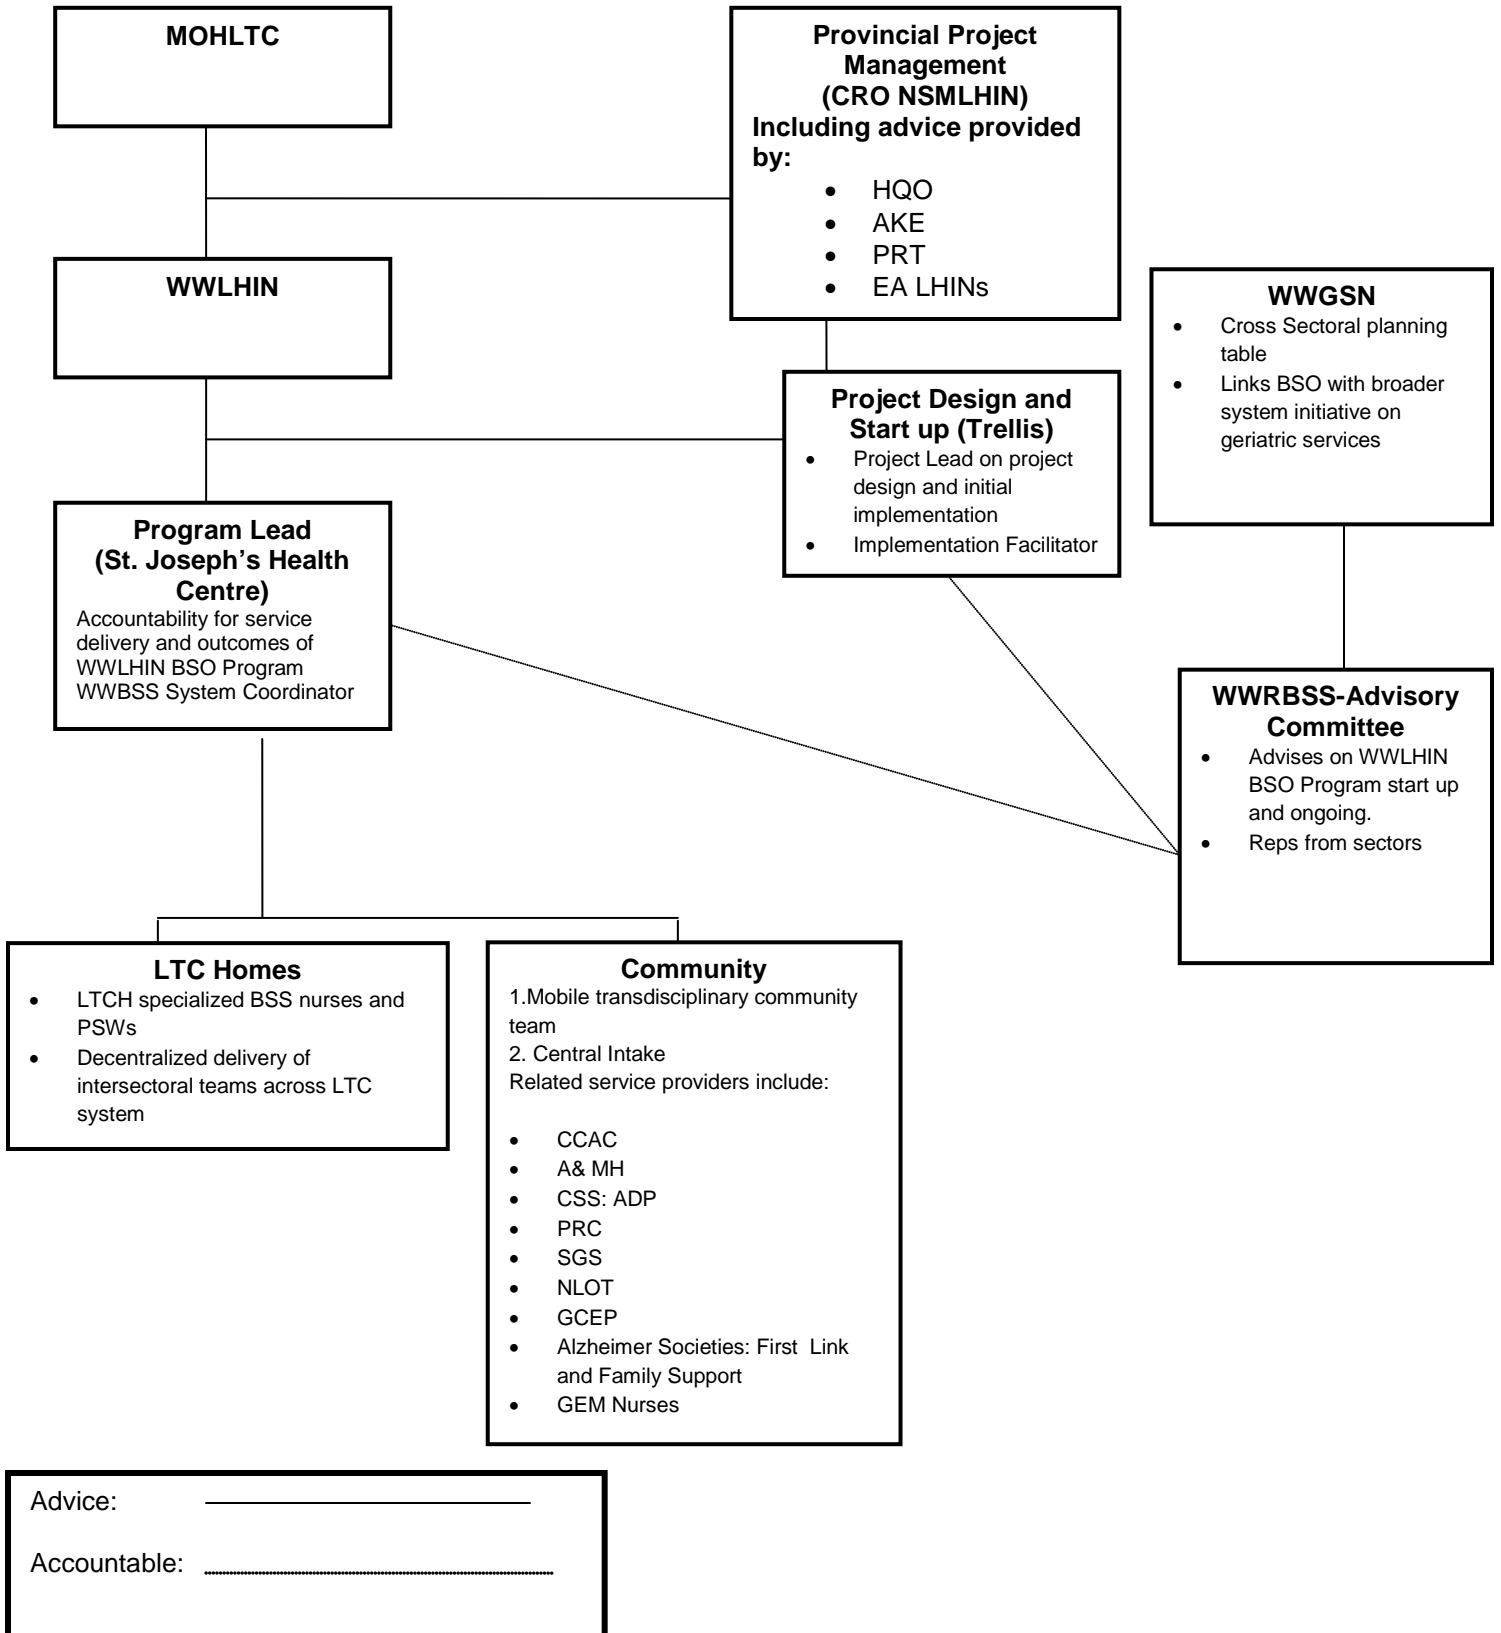 MOHLTC
Provincial Project
Management
(CRO NSMLHIN)
Including advice provided
by:
• HQO
• AKE
• PRT
• EA LHINs
WWLHIN
WWGSN
• Cross Sectoral planning
table
• Links BSO with broader
system initiative on
geriatric services
Project Design and
Start up (Trellis)
• Project Lead on project
design and initial
implementation
• Implementation Facilitator
Program Lead
(St. Joseph’s Health
Centre)
Accountability for service
delivery and outcomes of
WWLHIN BSO Program
WWBSS System Coordinator
WWRBSS-Advisory
Committee
• Advises on WWLHIN
BSO Program start up
and ongoing.
• Reps from sectors
LTC Homes
• LTCH specialized BSS nurses and
PSWs
• Decentralized delivery of
intersectoral teams across LTC
system
Community
1.Mobile transdisciplinary community
team
2. Central Intake
Related service providers include:
• CCAC
• A& MH
• CSS: ADP
• PRC
• SGS
• NLOT
• GCEP
• Alzheimer Societies: First  Link
and Family Support
• GEM Nurses
Advice:
Accountable: